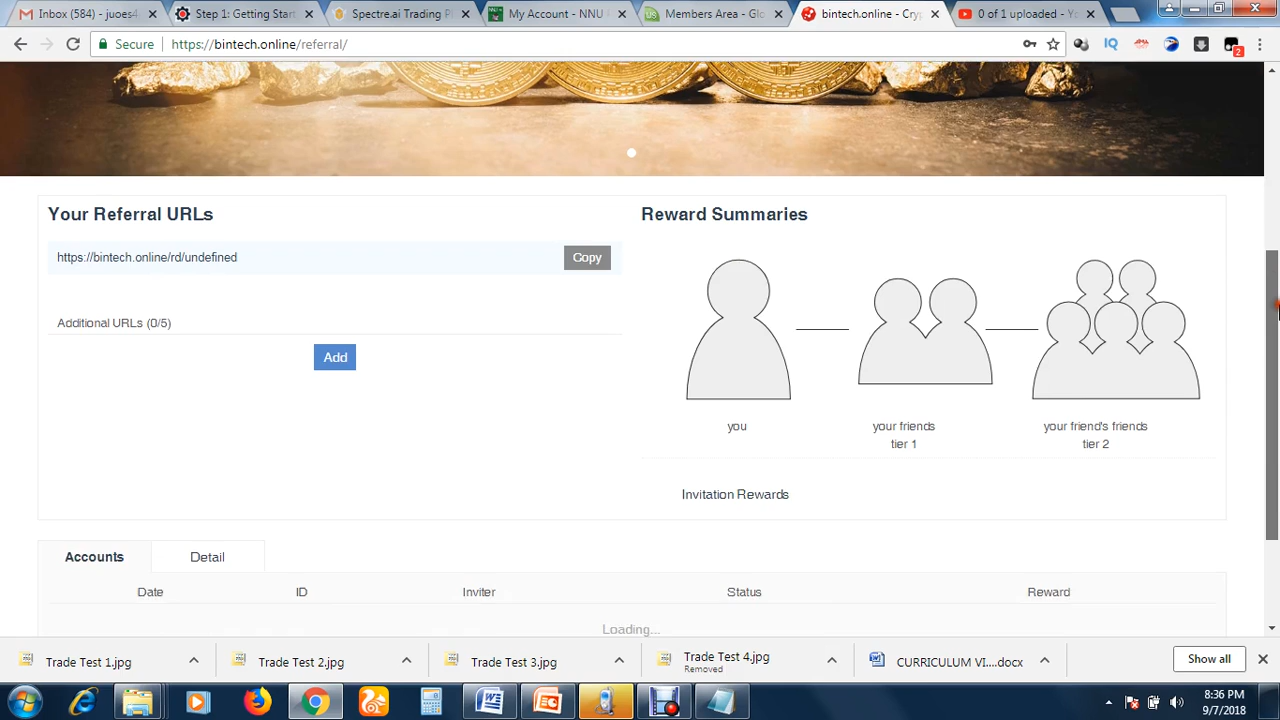 Inbox (584) - juoes4
Step 1: Getting Start
Spartre.ai Trading Pl
My Account - NNU
Members Area - Glo
bintech.online - Cryp
0 of 1 uploaded - Yo
Secure
https://bintech.online/referral/
IQ
2
Your Referral URLs
Reward Summaries
https://bintech.online/rd/undefined
Copy
Additional URLs (0/5)
Add
you
your friends
tier 1
your friend's friends
tier 2
Invitation Rewards
Accounts
Detail
Date
ID
Inviter
Status
Reward
Loading...
Trade Test 1.jpg
Trade Test 2.jpg
Trade Test 3.jpg
Trade Test 4.jpg
Removed
CURRICULUM VI....docx
Show all
8:36 PM
9/7/2018